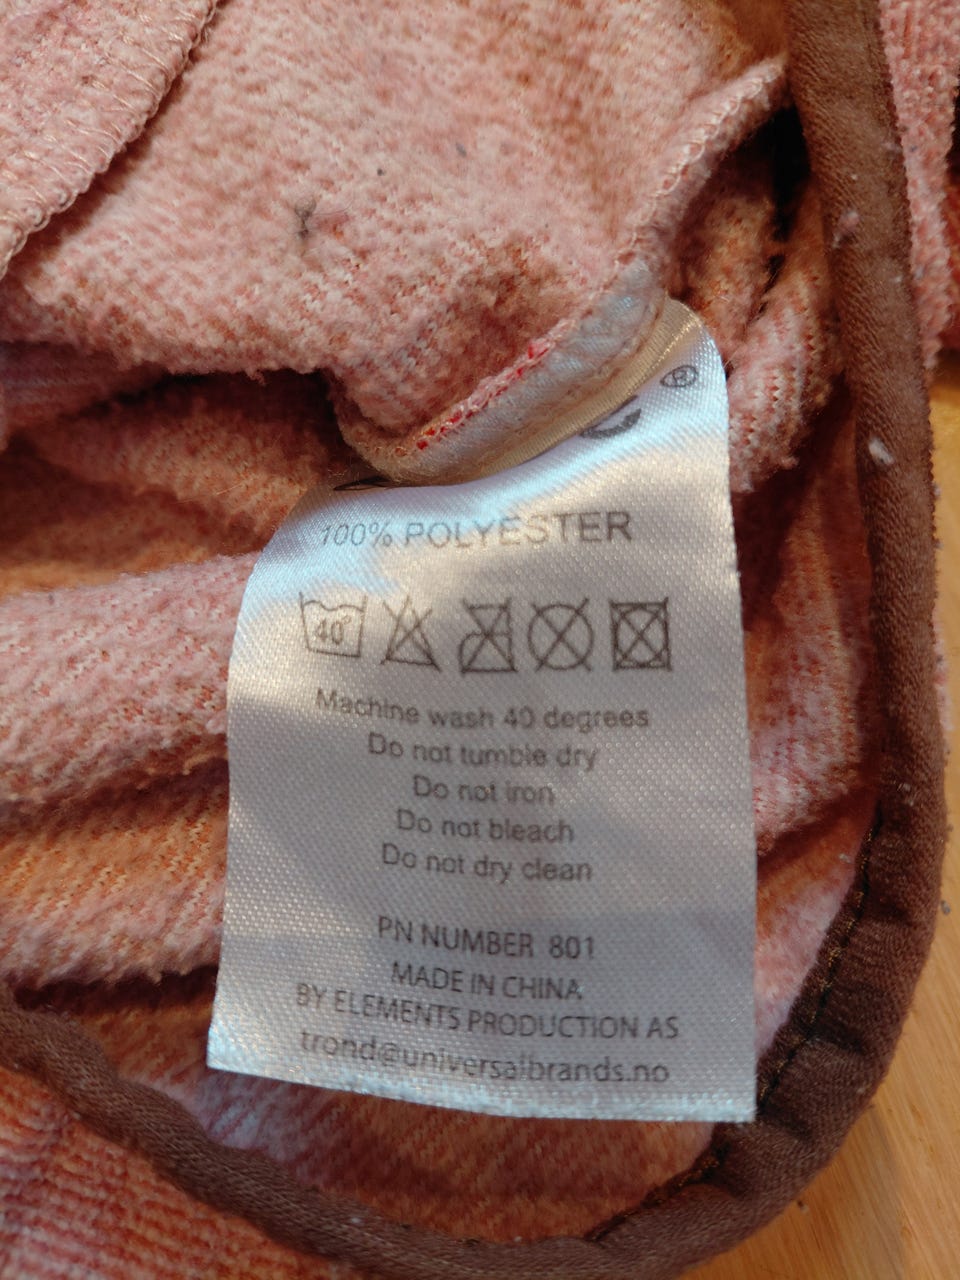 ®
100% POLYESTER
40°
Machine wash 40 degrees
Do not tumble dry
Do not iron
Do not bleach
Do not dry clean
PN NUMBER 801
MADE IN CHINA
BY ELEMENTS PRODUCTION AS
trond@universalbrands.no